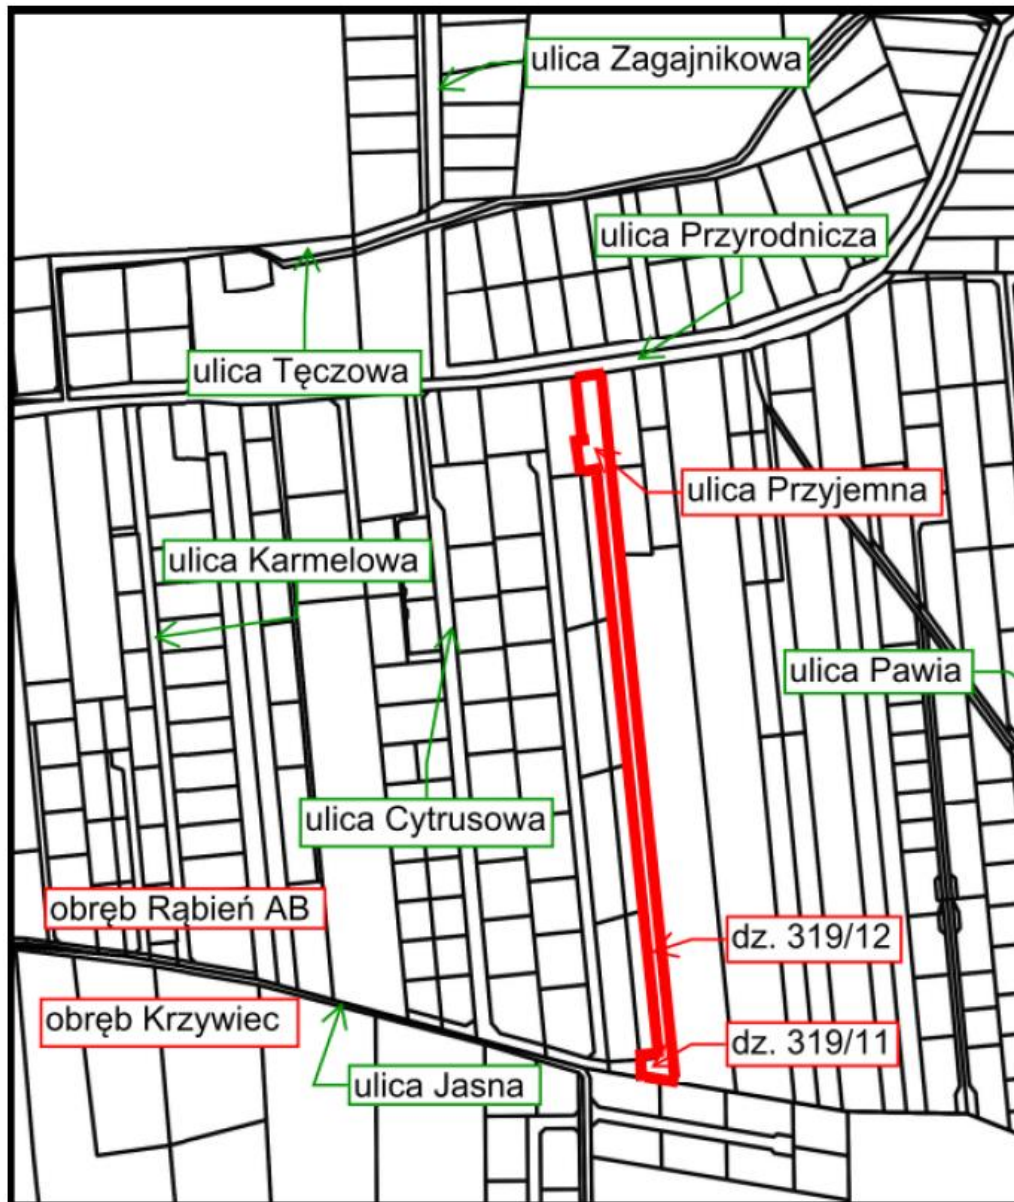 ulica Zagajnikowa
ulica Przyrodnicza
ulica Tęczowa
ulica Przyjemna
ulica Karmelowa
ulica Pawia
ulica Cytrusowa
obręb Rąbień AB
dz. 319/12
obręb Krzywiec
dz. 319/11
ulica Jasna